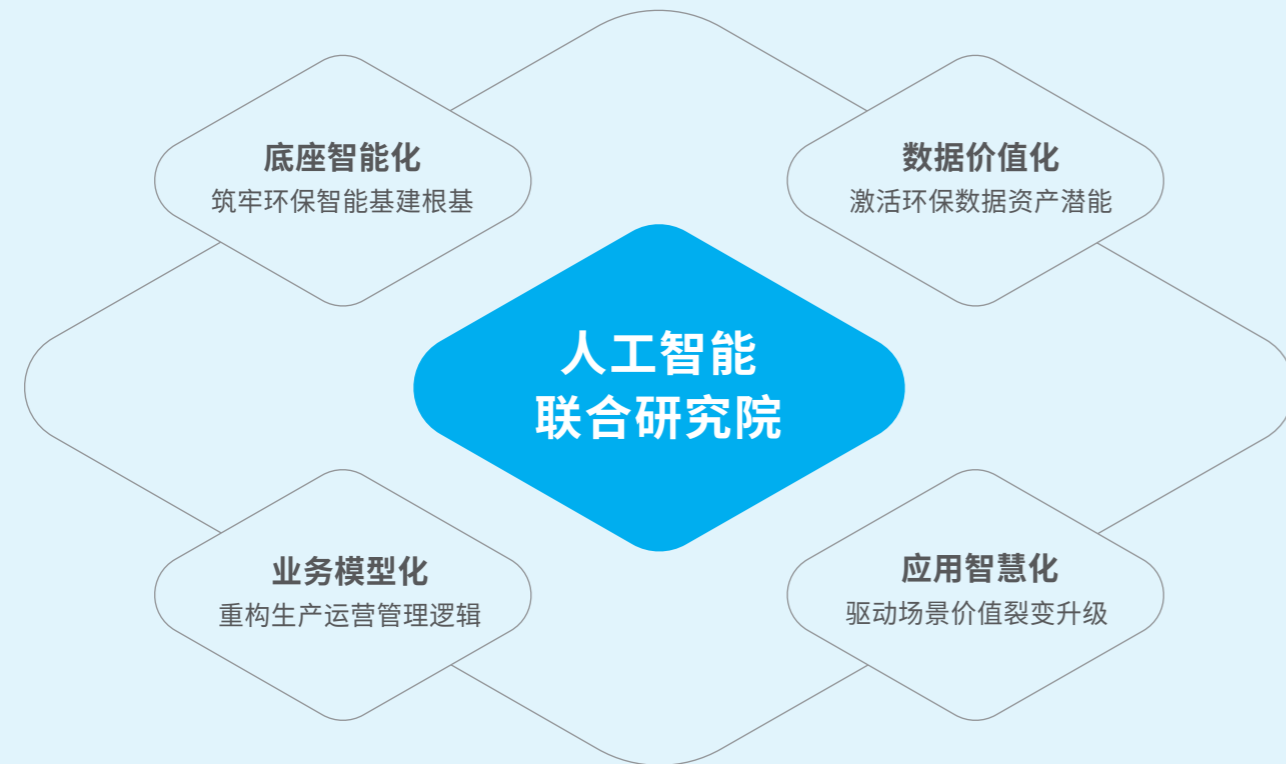 底座智能化
筑牢环保智能基建根基
数据价值化
激活环保数据资产潜能
人工智能
联合研究院
业务模型化
重构生产运营管理逻辑
应用智慧化
驱动场景价值裂变升级